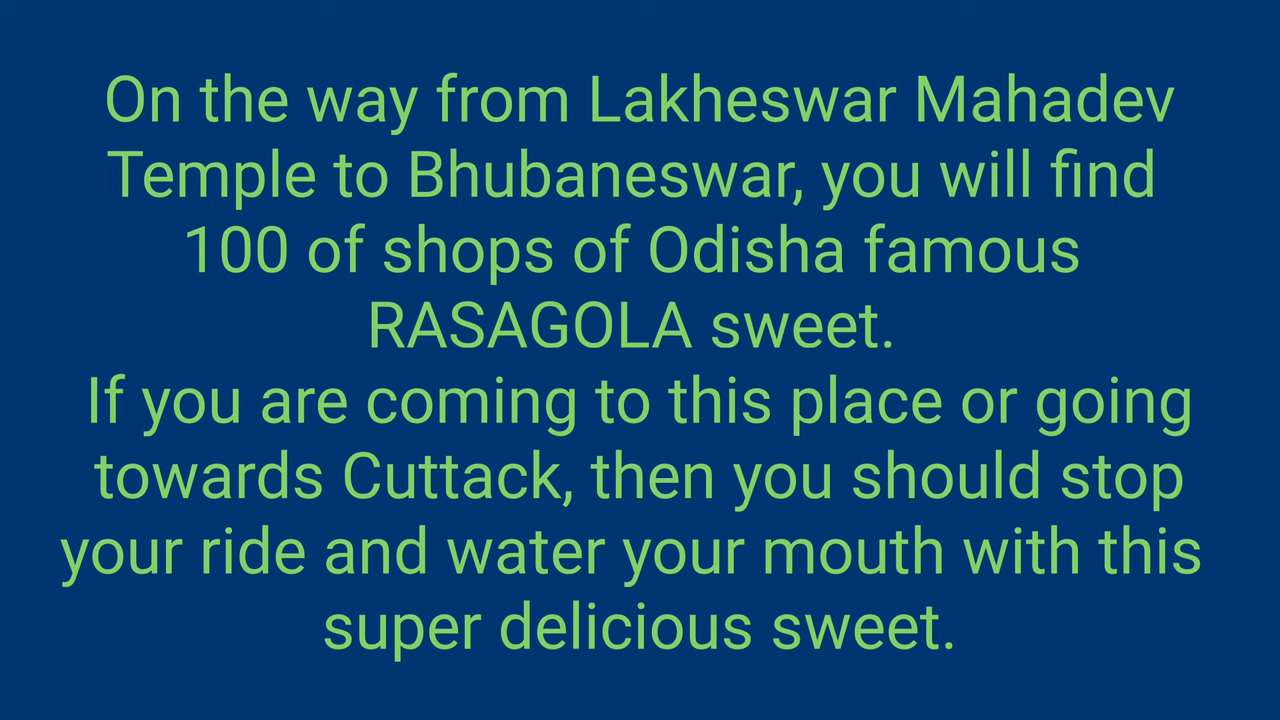 On the way from Lakheswar Mahadev
Temple to Bhubaneswar, you will find
100 of shops of Odisha famous
RASAGOLA sweet.
If you are coming to this place or going
towards Cuttack, then you should stop
your ride and water your mouth with this
super delicious sweet.